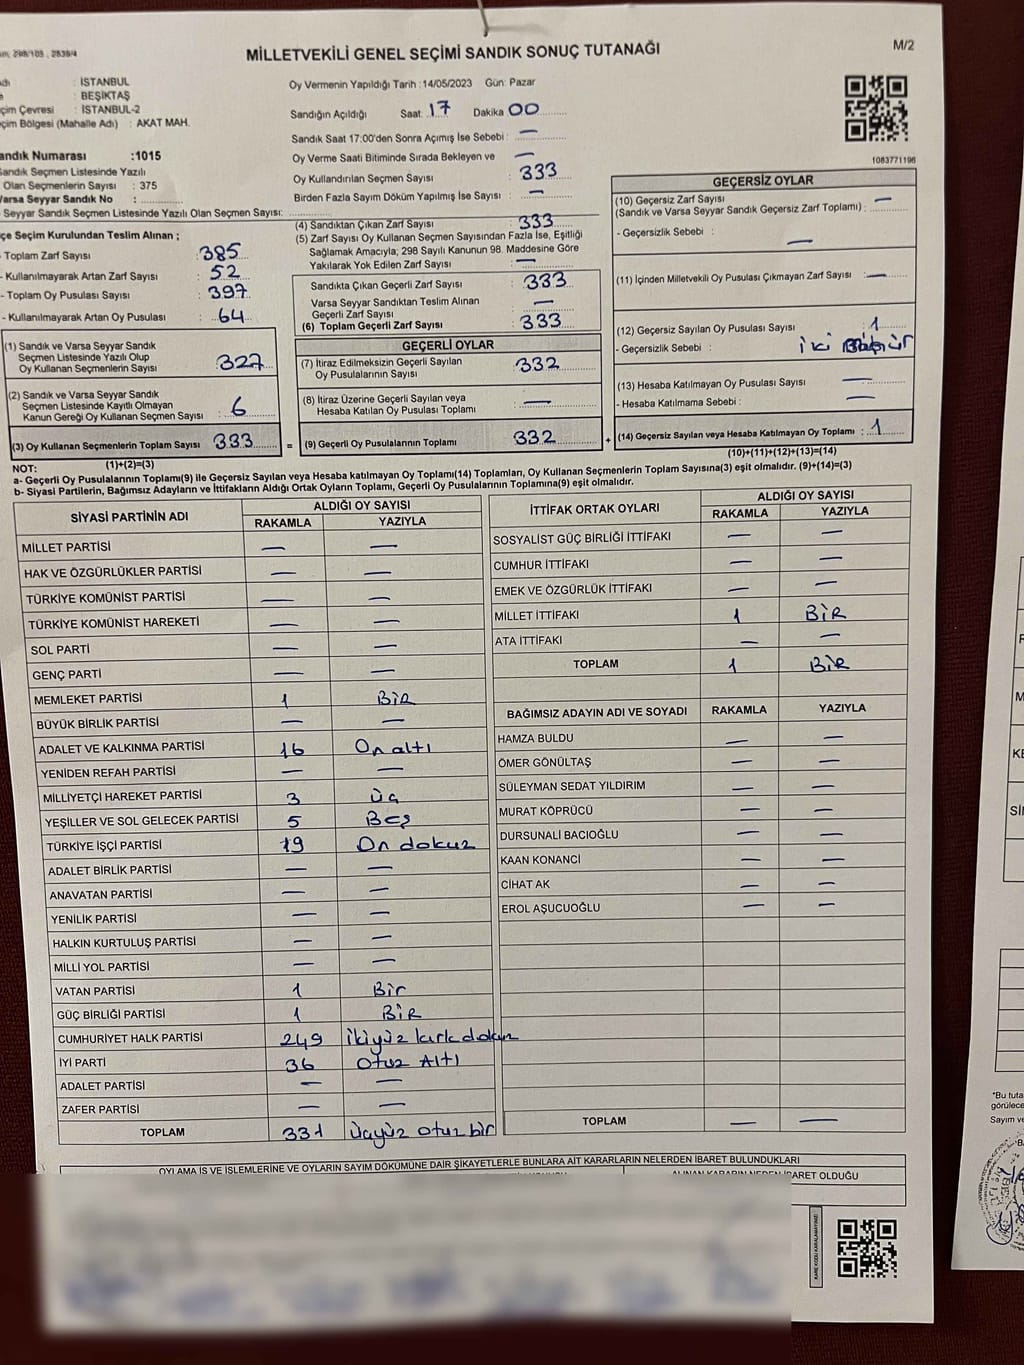 MİLLETVEKİLİ GENEL SEÇİMİ SANDIK SONUÇ TUTANAĞI
M/2
: İSTANBUL
: BEŞİKTAŞ
: İSTANBUL-2
: AKAT MAH.
Sandık Numarası :1015
Sandık Seçmen Listesinde Yazılı
Olan Seçmenlerin Sayısı : 375
Varsa Seyyar Sandık No :
Seyyar Sandık Seçmen Listesinde Yazılı Olan Seçmen Sayısı:
Oy Vermenin Yapıldığı Tarih :14/05/2023 Gün: Pazar
Sandığın Açıldığı Saat: 17 Dakika 00
Sandık Saat 17:00'den Sonra Açımış İse Sebebi : —
Oy Verme Saati Bitiminde Sırada Bekleyen ve —
Oy Kullandırılan Seçmen Sayısı 333
Birden Fazla Sayım Döküm Yapılmış İse Sayısı —
1083771196
İlçe Seçim Kurulundan Teslim Alınan ;
- Toplam Zarf Sayısı : 385
- Kullanılmayarak Artan Zarf Sayısı : 52
- Toplam Oy Pusulası Sayısı : 397
- Kullanılmayarak Artan Oy Pusulası : 64
(1) Sandık ve Varsa Seyyar Sandık
Seçmen Listesinde Yazılı Olup
Oy Kullanan Seçmenlerin Sayısı : 327
(2) Sandık ve Varsa Seyyar Sandık
Seçmen Listesinde Kayıtlı Olmayan
Kanun Gereği Oy Kullanan Seçmen Sayısı : 6
(3) Oy Kullanan Seçmenlerin Toplam Sayısı : 333
(4) Sandıktan Çıkan Zarf Sayısı : 333
(5) Zarf Sayısı Oy Kullanan Seçmen Sayısından Fazla İse, Eşitliği
Sağlamak Amacıyla; 298 Sayılı Kanunun 98. Maddesine Göre
Yakılarak Yok Edilen Zarf Sayısı : —
Sandıkta Çıkan Geçerli Zarf Sayısı : 333
Varsa Seyyar Sandıktan Teslim Alınan
Geçerli Zarf Sayısı : —
(6) Toplam Geçerli Zarf Sayısı : 333
GEÇERLİ OYLAR
(7) İtiraz Edilmeksizin Geçerli Sayılan
Oy Pusulalarının Sayısı : 332
(8) İtiraz Üzerine Geçerli Sayılan veya
Hesaba Katılan Oy Pusulası Toplamı : —
= (9) Geçerli Oy Pusulalarının Toplamı : 332
GEÇERSİZ OYLAR
(10) Geçersiz Zarf Sayısı
(Sandık ve Varsa Seyyar Sandık Geçersiz Zarf Toplamı) : —
- Geçersizlik Sebebi : —
(11) İçinden Milletvekili Oy Pusulası Çıkmayan Zarf Sayısı : —
(12) Geçersiz Sayılan Oy Pusulası Sayısı : 1
- Geçersizlik Sebebi : iki
(13) Hesaba Katılmayan Oy Pusulası Sayısı : —
- Hesaba Katılmama Sebebi : —
+ (14) Geçersiz Sayılan veya Hesaba Katılmayan Oy Toplamı : 1
NOT: (1)+(2)=(3)
(10)+(11)+(12)+(13)=(14)
a- Geçerli Oy Pusulalarının Toplamı(9) ile Geçersiz Sayılan veya Hesaba katılmayan Oy Toplamı(14) Toplamları, Oy Kullanan Seçmenlerin Toplam Sayısına(3) eşit olmalıdır. (9)+(14)=(3)
b- Siyasi Partilerin, Bağımsız Adayların ve İttifakların Aldığı Ortak Oyların Toplamı, Geçerli Oy Pusulalarının Toplamına(9) eşit olmalıdır.
SİYASİ PARTİNİN ADI ALDIĞI OY SAYISI
RAKAMLA YAZIYLA
MİLLET PARTİSİ — —
HAK VE ÖZGÜRLÜKLER PARTİSİ — —
TÜRKİYE KOMÜNİST PARTİSİ — —
TÜRKİYE KOMÜNİST HAREKETİ — —
SOL PARTİ — —
GENÇ PARTİ — —
MEMLEKET PARTİSİ 1 BİR
BÜYÜK BİRLİK PARTİSİ — —
ADALET VE KALKINMA PARTİSİ 16 On altı
YENİDEN REFAH PARTİSİ — —
MİLLİYETÇİ HAREKET PARTİSİ 3 Üç
YEŞİLLER VE SOL GELECEK PARTİSİ 5 Beş
TÜRKİYE İŞÇİ PARTİSİ 19 On dokuz
ADALET BİRLİK PARTİSİ — —
ANAVATAN PARTİSİ — —
YENİLİK PARTİSİ — —
HALKIN KURTULUŞ PARTİSİ — —
MİLLİ YOL PARTİSİ — —
VATAN PARTİSİ 1 Bir
GÜÇ BİRLİĞİ PARTİSİ 1 BİR
CUMHURİYET HALK PARTİSİ 249 ikiyüz kırk dokuz
İYİ PARTİ 36 otuz Altı
ADALET PARTİSİ — —
ZAFER PARTİSİ — —
TOPLAM 331 Üçyüz otuz bir
İTTİFAK ORTAK OYLARI ALDIĞI OY SAYISI
RAKAMLA YAZIYLA
SOSYALİST GÜÇ BİRLİĞİ İTTİFAKI — —
CUMHUR İTTİFAKI — —
EMEK VE ÖZGÜRLÜK İTTİFAKI — —
MİLLET İTTİFAKI 1 BİR
ATA İTTİFAKI — —
TOPLAM 1 BİR
BAĞIMSIZ ADAYIN ADI VE SOYADI RAKAMLA YAZIYLA
HAMZA BULDU — —
ÖMER GÖNÜLTAŞ — —
SÜLEYMAN SEDAT YILDIRIM — —
MURAT KÖPRÜCÜ — —
DURSUNALİ BACIOĞLU — —
KAAN KONANCİ — —
CİHAT AK — —
EROL AŞUCUOĞLU — —
TOPLAM — —
OYLAMA İŞ VE İŞLEMLERİNE VE OYLARIN SAYIM DÖKÜMÜNE DAİR ŞİKAYETLERLE BUNLARA AİT KARARLARIN NELERDEN İBARET BULUNDUKLARI
ALINAN KARARIN NEDEN İBARET OLDUĞU
KARE KODU KARALAMAYINIZ!
*Bu tuta
görülece
Sayım ve